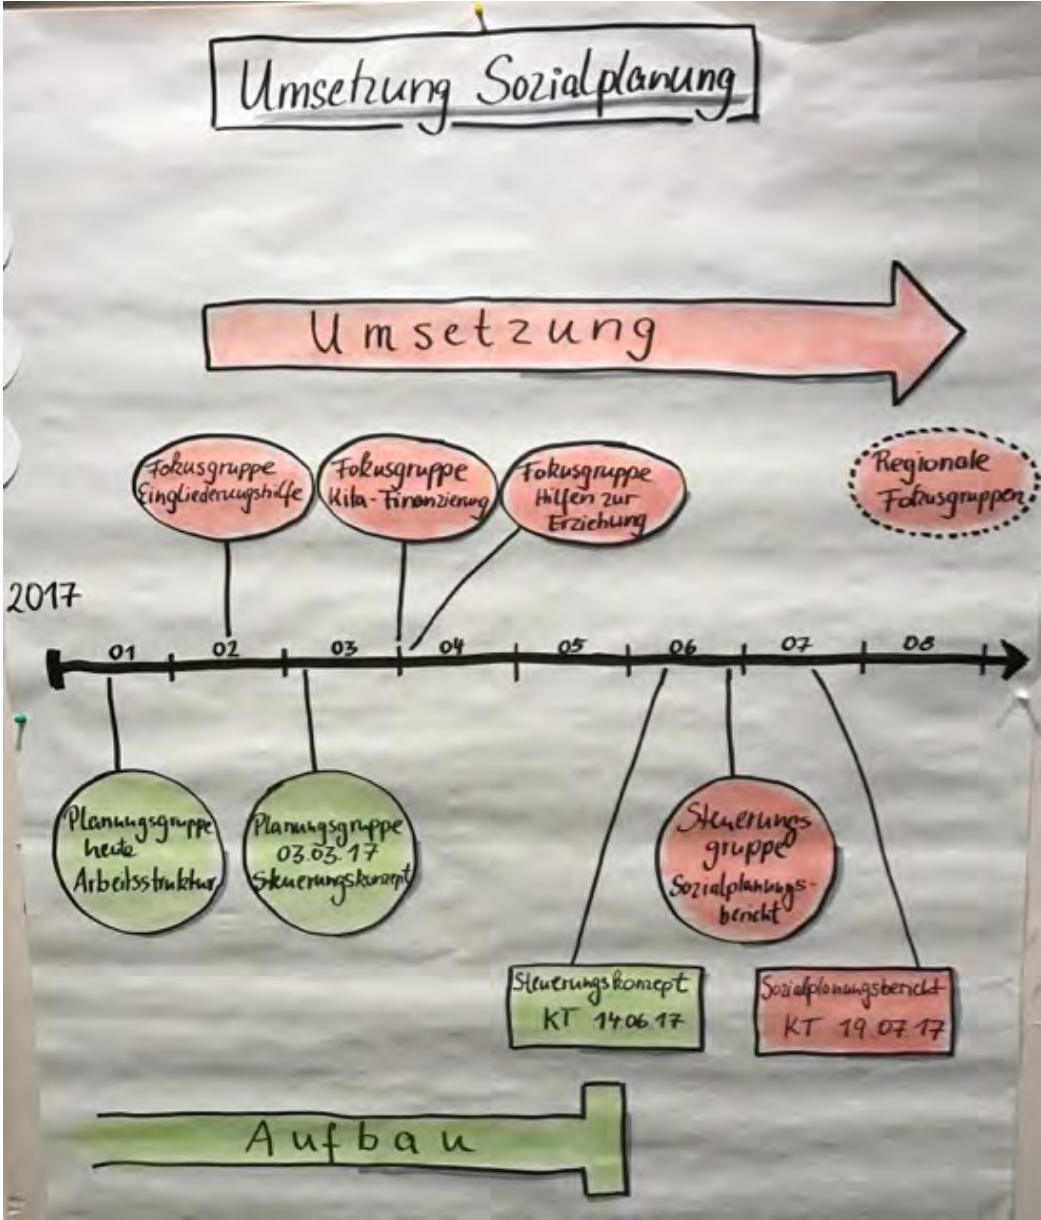 Umsetzung Sozialplanung
Umsetzung
Fokusgruppe
Eingliederungshilfe
Fokusgruppe
Kita-Finanzierung
Fokusgruppe
Hilfen zur
Erziehung
Regionale
Fokusgruppen
2017
01 02 03 04 05 06 07 08
Planungsgruppe
heute
Arbeitsstruktur
Planungsgruppe
03.03.17
Steuerungskonzept
Steuerungs
gruppe
Sozialplanungs-
bericht
Steuerungskonzept
KT 14.06.17
Sozialplanungsbericht
KT 19.07.17
Aufbau